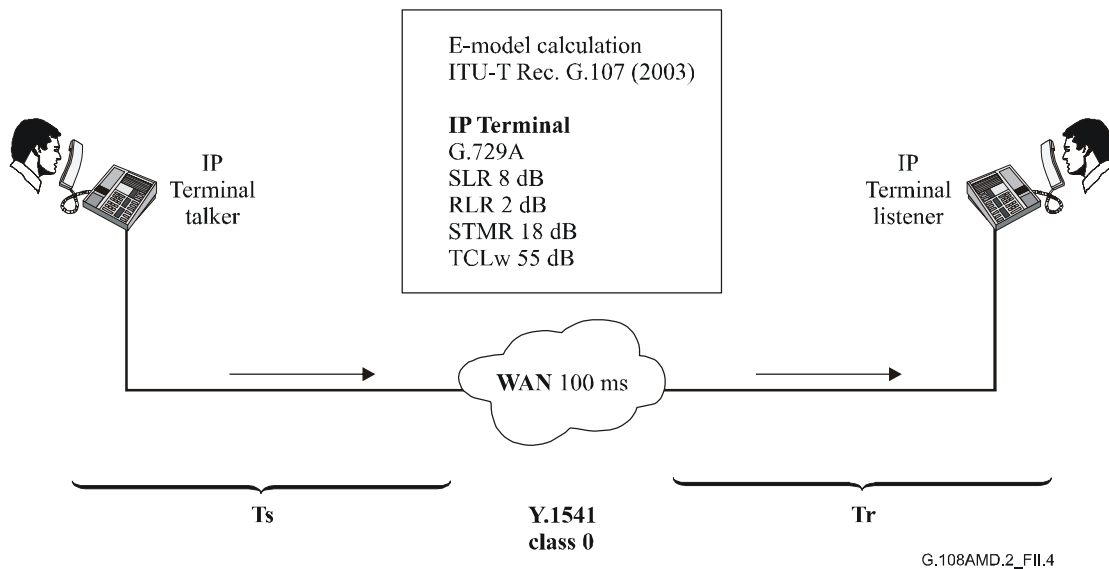 E-model calculation
ITU-T Rec. G.107 (2003)
IP Terminal
G.729A
SLR 8 dB
RLR 2 dB
STMR 18 dB
TCLw 55 dB
IP
Terminal
talker
IP
Terminal
listener
WAN 100 ms
Ts
Y.1541
class 0
Tr
G.108AMD.2_FII.4